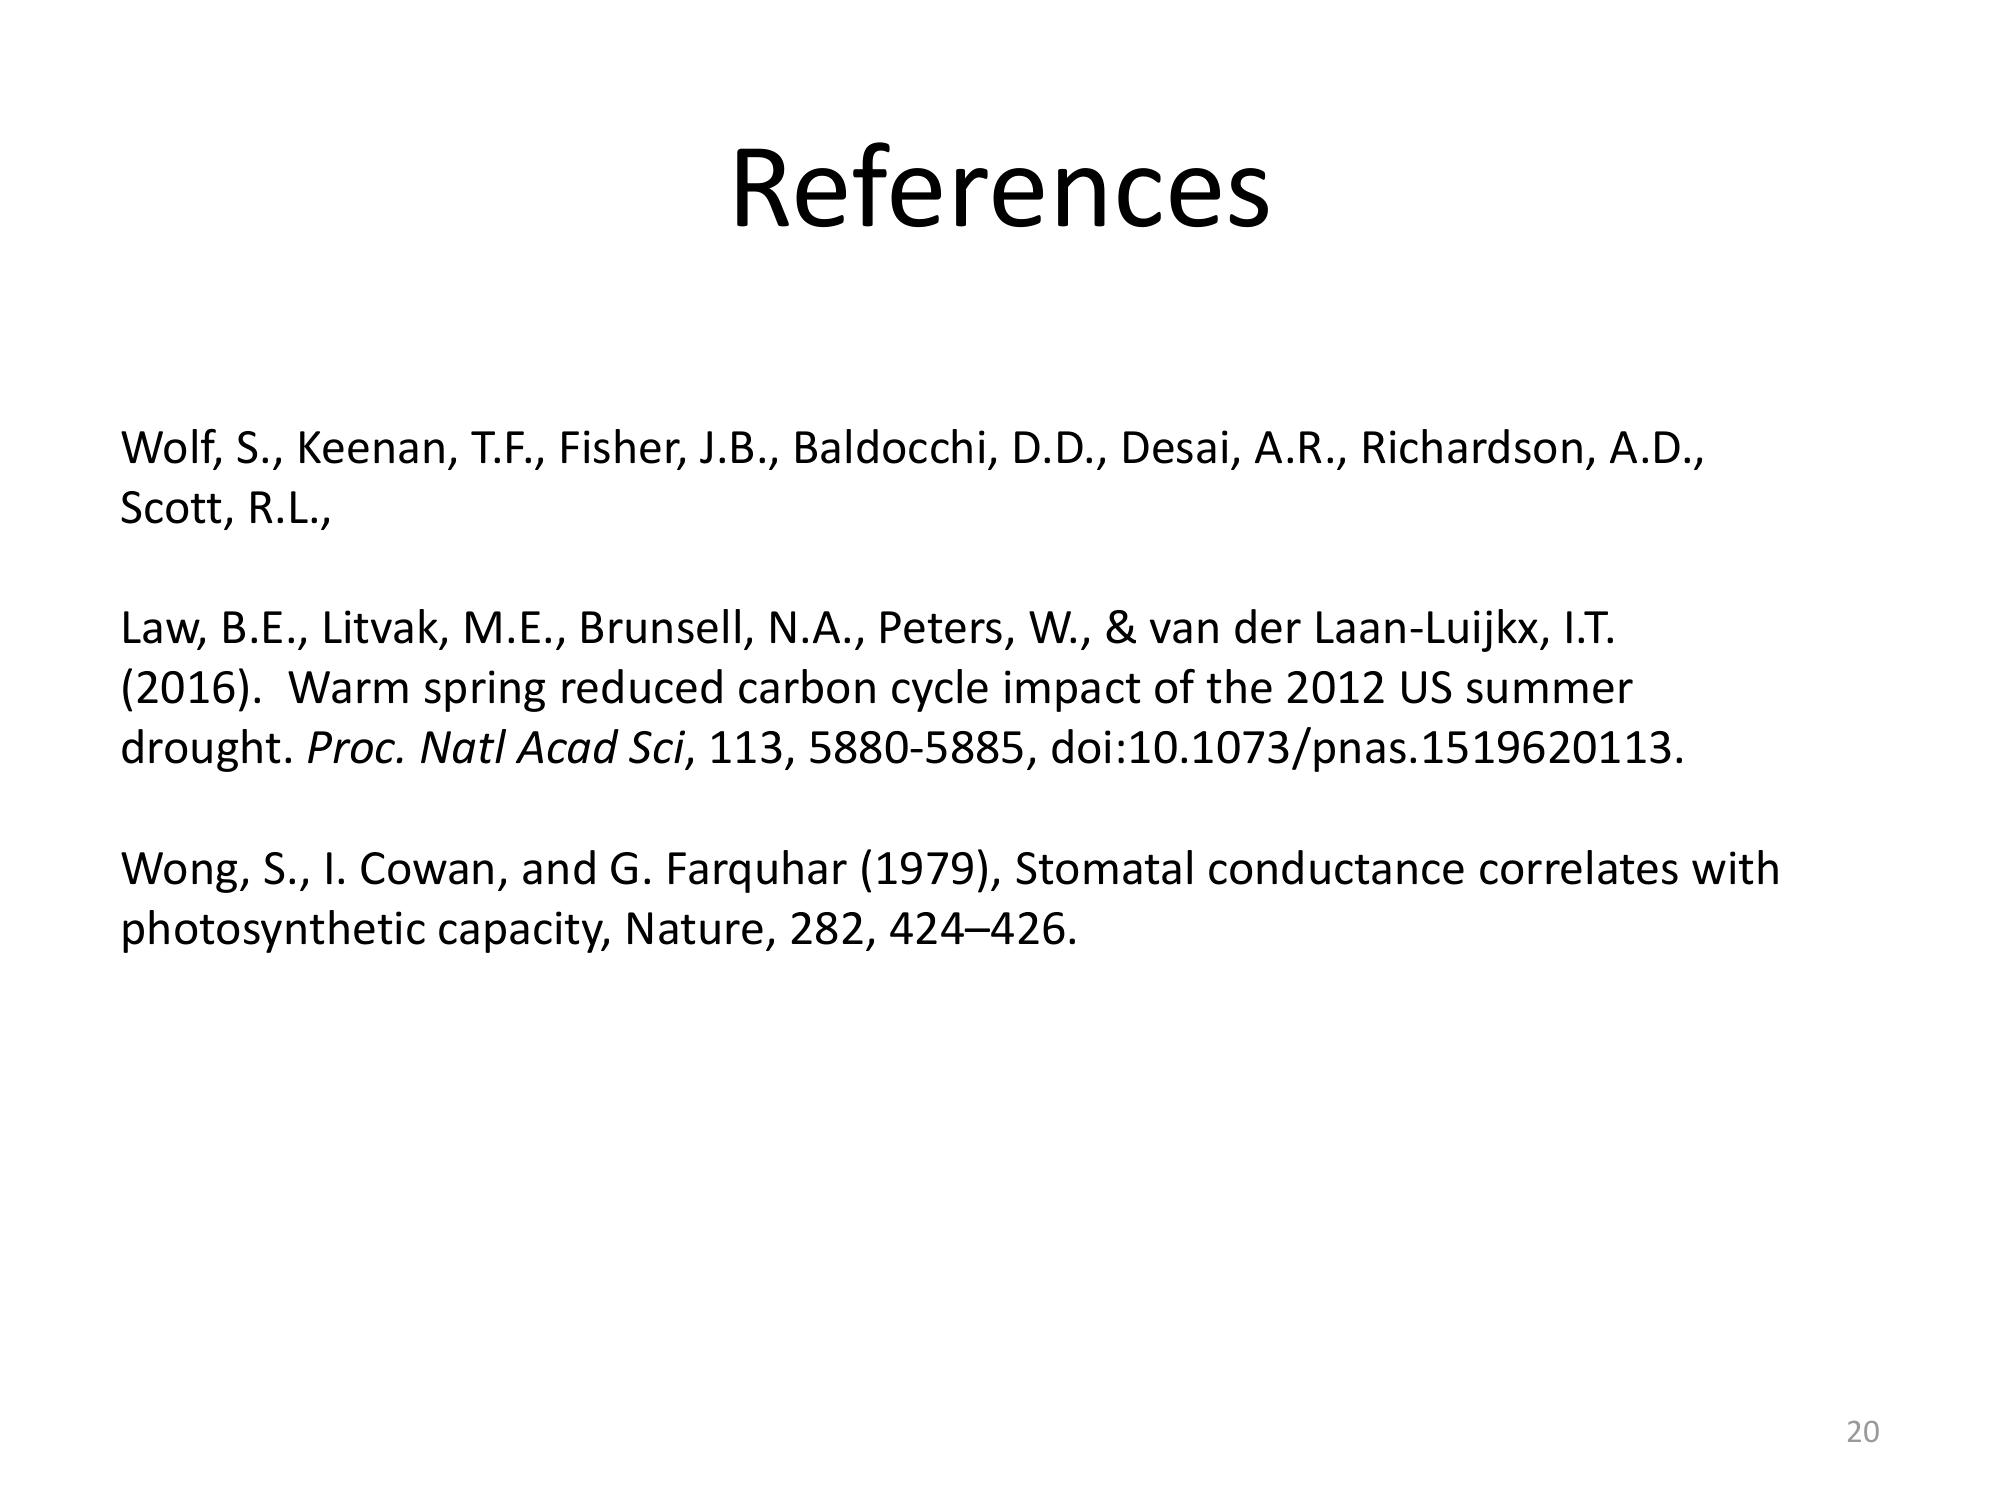 References
Wolf, S., Keenan, T.F., Fisher, J.B., Baldocchi, D.D., Desai, A.R., Richardson, A.D.,
Scott, R.L.,
Law, B.E., Litvak, M.E., Brunsell, N.A., Peters, W., & van der Laan-Luijkx, I.T.
(2016).  Warm spring reduced carbon cycle impact of the 2012 US summer
drought. Proc. Natl Acad Sci, 113, 5880-5885, doi:10.1073/pnas.1519620113.
Wong, S., I. Cowan, and G. Farquhar (1979), Stomatal conductance correlates with
photosynthetic capacity, Nature, 282, 424–426.
20